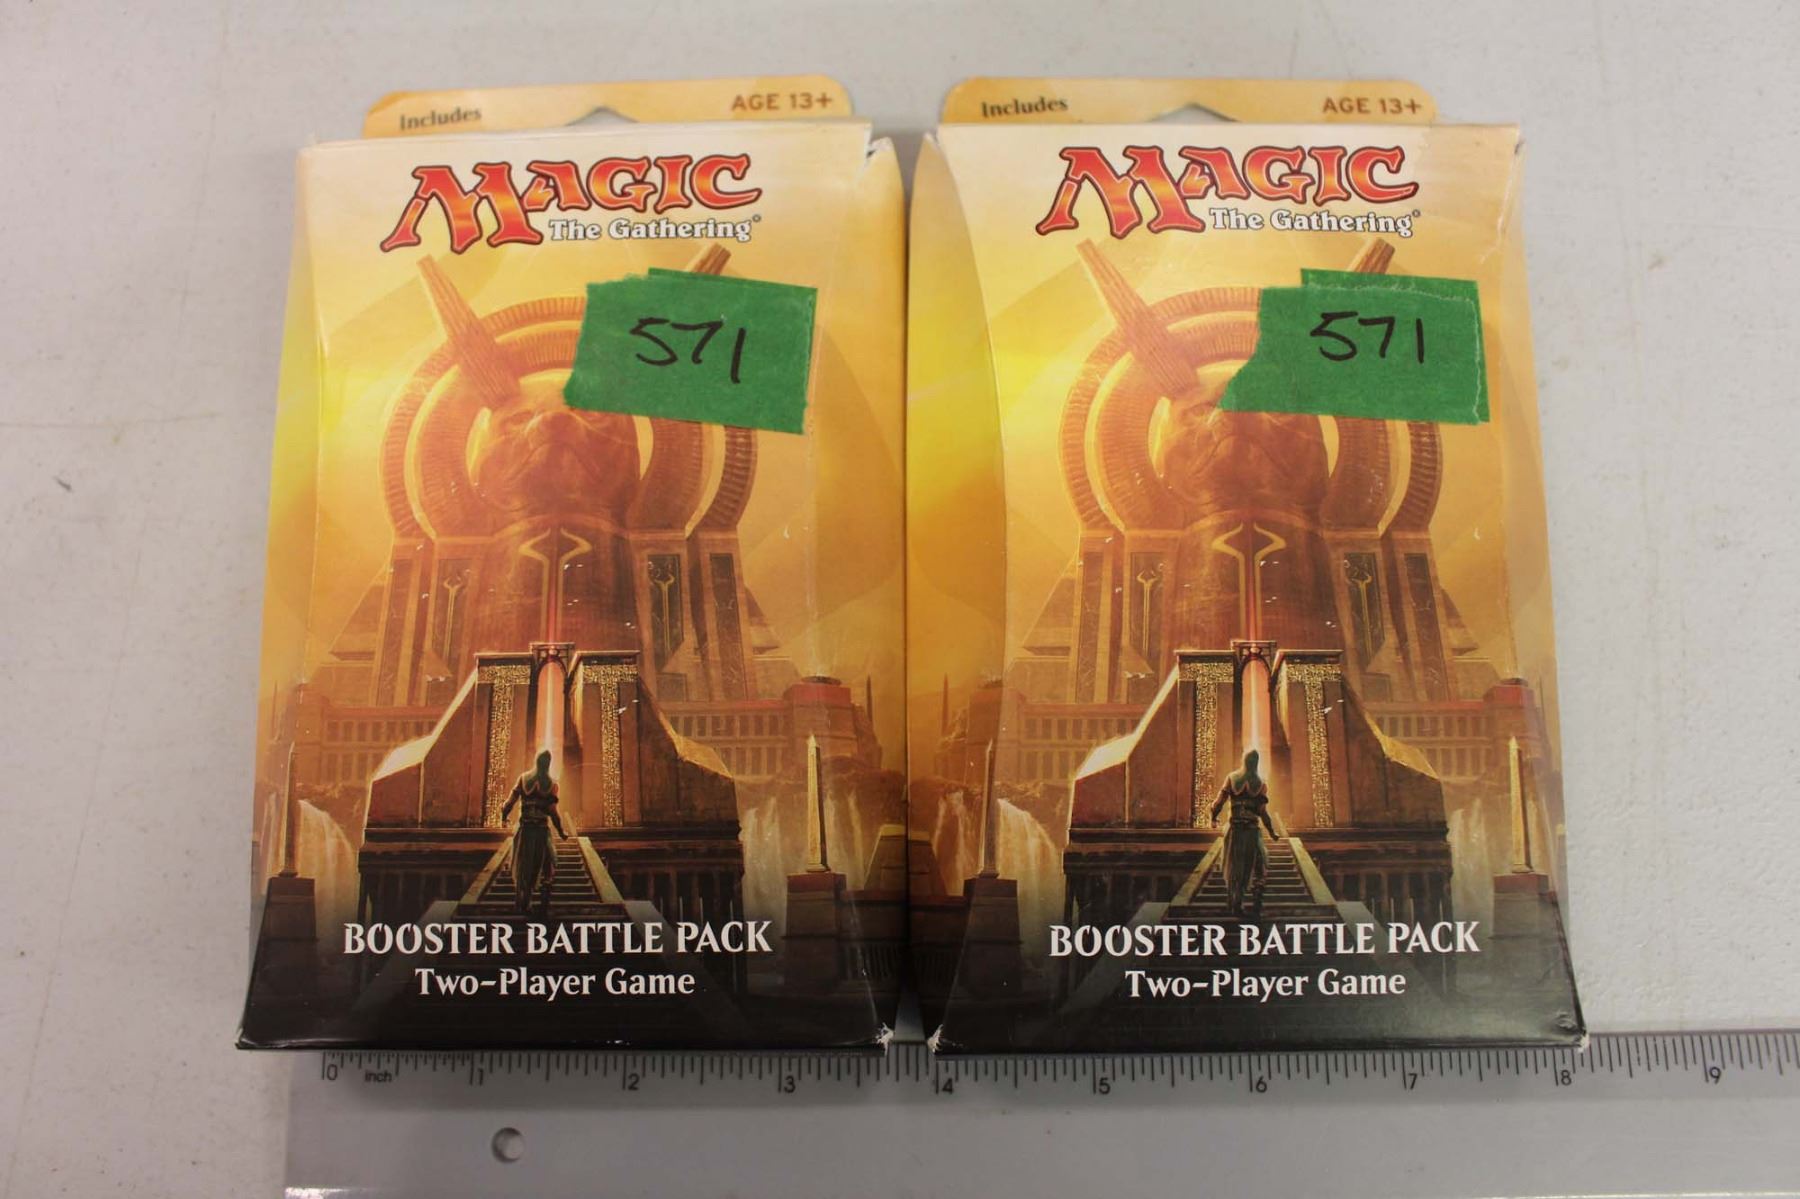 Includes
AGE 13+
MAGIC
The Gathering®
571
BOOSTER BATTLE PACK
Two-Player Game
Includes
AGE 13+
MAGIC
The Gathering®
571
BOOSTER BATTLE PACK
Two-Player Game
0 inch 1 2 3 4 5 6 7 8 9